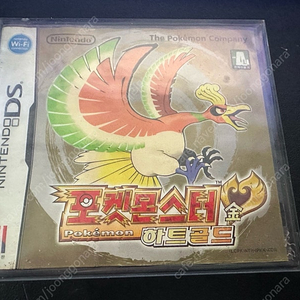 Wi-Fi
Nintendo
The Pokémon Company
NINTENDO DS
포켓몬스터
金
Pokémon
하트골드